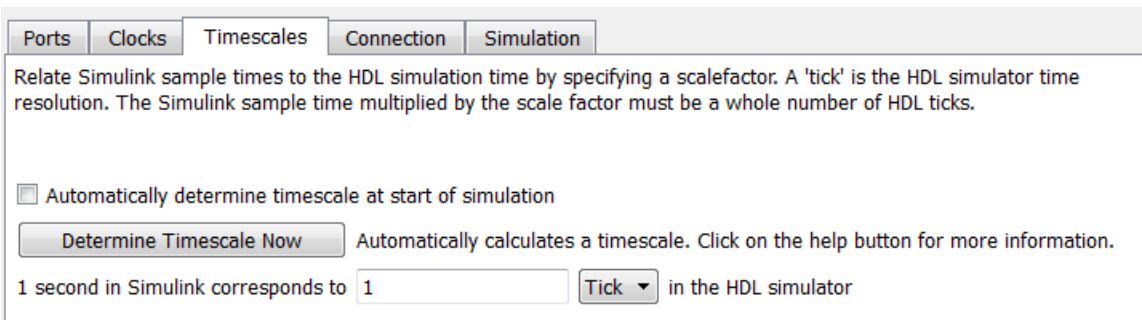 Ports Clocks Timescales Connection Simulation
Relate Simulink sample times to the HDL simulation time by specifying a scalefactor. A 'tick' is the HDL simulator time
resolution. The Simulink sample time multiplied by the scale factor must be a whole number of HDL ticks.
Automatically determine timescale at start of simulation
Determine Timescale Now Automatically calculates a timescale. Click on the help button for more information.
1 second in Simulink corresponds to 1 Tick in the HDL simulator